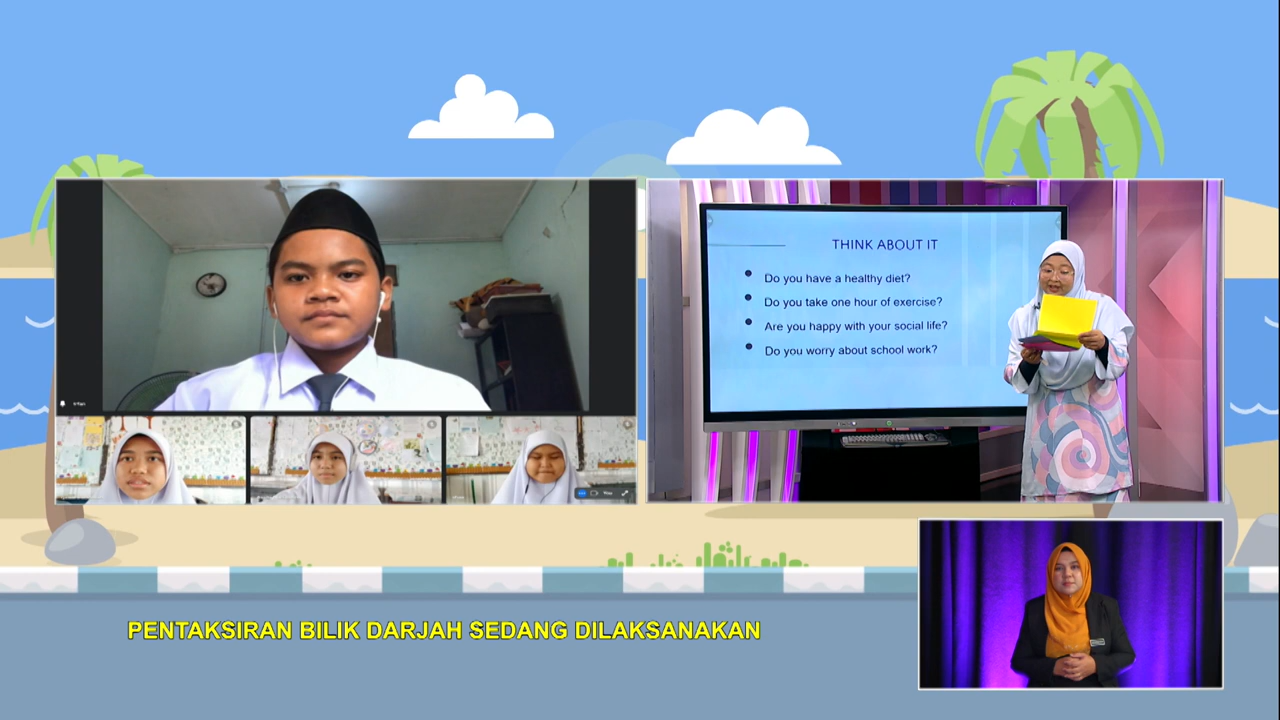 THINK ABOUT IT
Do you have a healthy diet?
Do you take one hour of exercise?
Are you happy with your social life?
Do you worry about school work?
PENTAKSIRAN BILIK DARJAH SEDANG DILAKSANAKAN